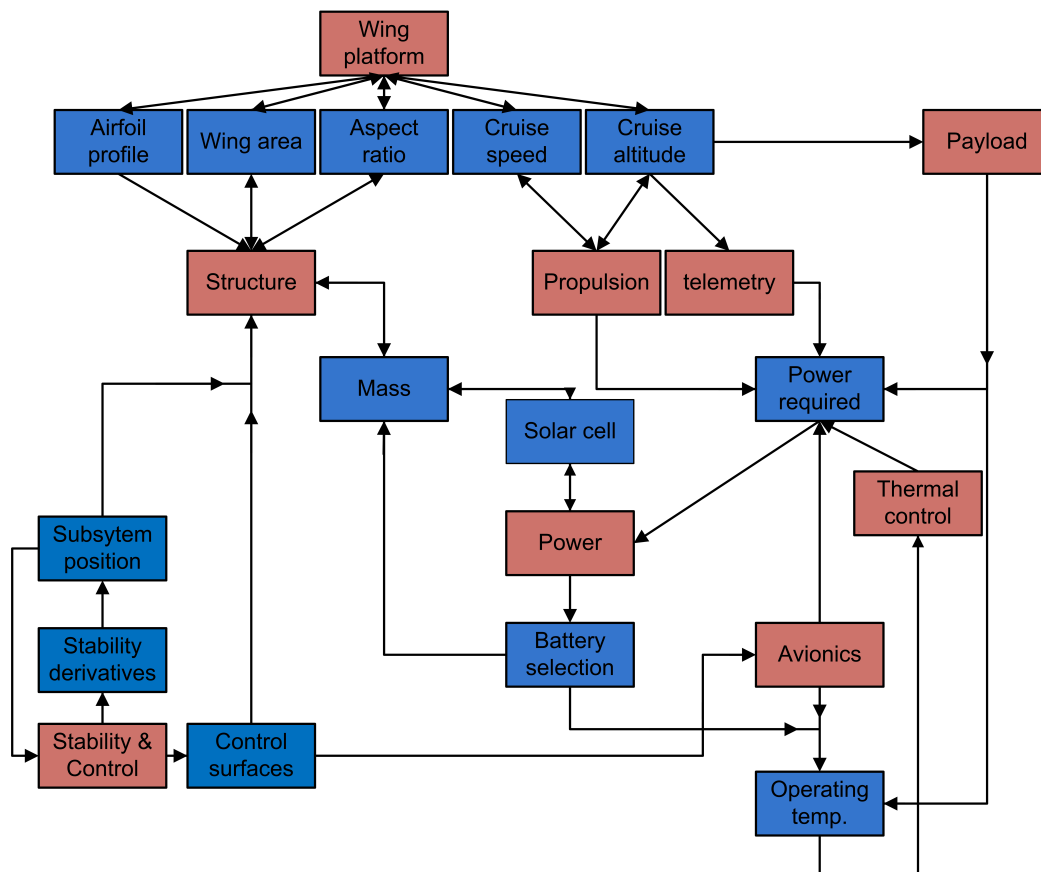 Wing
platform
Airfoil
profile
Wing area
Aspect
ratio
Cruise
speed
Cruise
altitude
Payload
Structure
Propulsion
telemetry
Mass
Power
required
Solar cell
Thermal
control
Power
Subsytem
position
Stability
derivatives
Battery
selection
Avionics
Stability &
Control
Control
surfaces
Operating
temp.